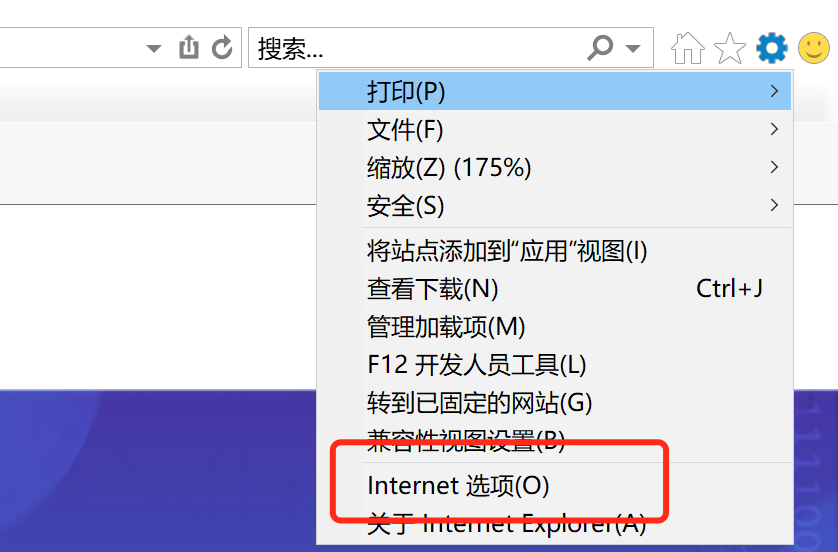 搜索...
打印(P)
文件(F)
缩放(Z) (175%)
安全(S)
将站点添加到“应用”视图(I)
查看下载(N) Ctrl+J
管理加载项(M)
F12 开发人员工具(L)
转到已固定的网站(G)
兼容性视图设置(B)
Internet 选项(O)
关于 Internet Explorer(A)